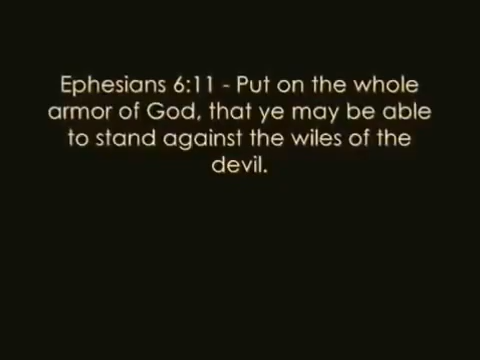 Ephesians 6:11 - Put on the whole
armor of God, that ye may be able
to stand against the wiles of the
devil.